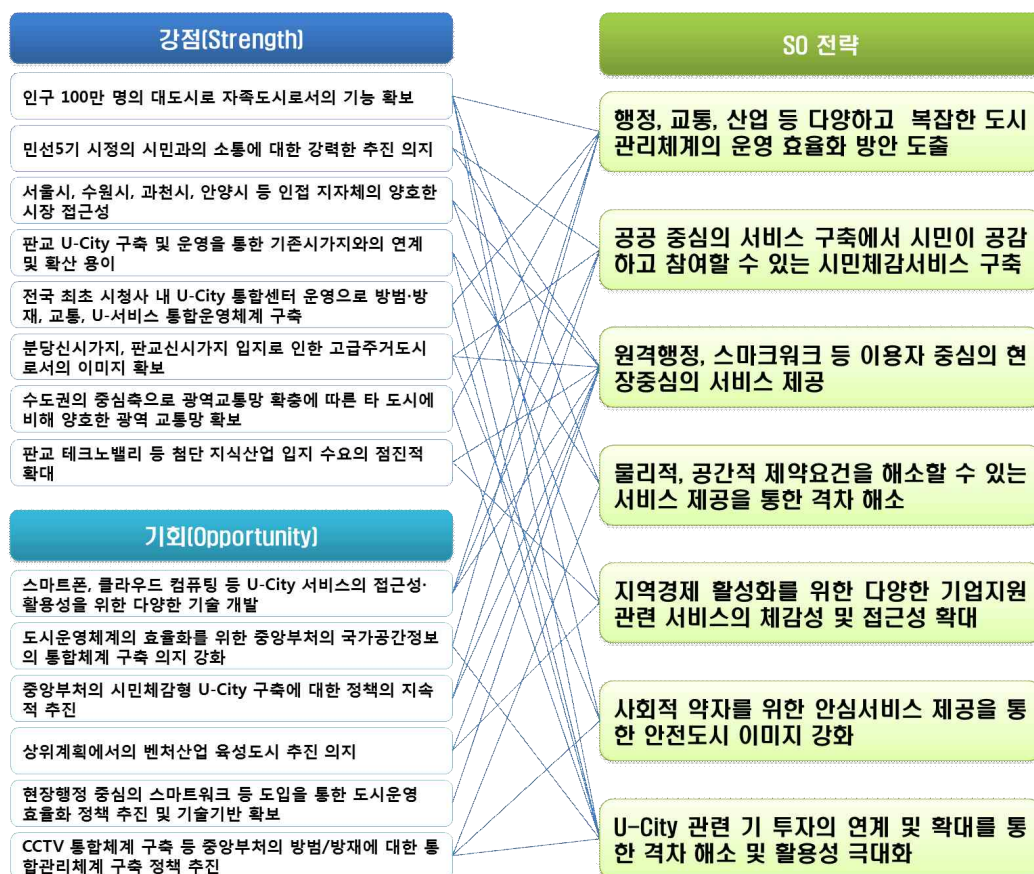 강점(Strength)
인구 100만 명의 대도시로 자족도시로서의 기능 확보
민선5기 시정의 시민과의 소통에 대한 강력한 추진 의지
서울시, 수원시, 과천시, 안양시 등 인접 지자체의 양호한
시장 접근성
판교 U-City 구축 및 운영을 통한 기존시가지와의 연계
및 확산 용이
전국 최초 시청사 내 U-City 통합센터 운영으로 방범·방
재, 교통, U-서비스 통합운영체계 구축
분당신시가지, 판교신시가지 입지로 인한 고급주거도시
로서의 이미지 확보
수도권의 중심축으로 광역교통망 확충에 따른 타 도시에
비해 양호한 광역 교통망 확보
판교 테크노밸리 등 첨단 지식산업 입지 수요의 점진적
확대
기회(Opportunity)
스마트폰, 클라우드 컴퓨팅 등 U-City 서비스의 접근성·
활용성을 위한 다양한 기술 개발
도시운영체계의 효율화를 위한 중앙부처의 국가공간정보
의 통합체계 구축 의지 강화
중앙부처의 시민체감형 U-City 구축에 대한 정책의 지속
적 추진
상위계획에서의 벤처산업 육성도시 추진 의지
현장행정 중심의 스마트워크 등 도입을 통한 도시운영
효율화 정책 추진 및 기술기반 확보
CCTV 통합체계 구축 등 중앙부처의 방범/방재에 대한 통
합관리체계 구축 정책 추진
SO 전략
행정, 교통, 산업 등 다양하고 복잡한 도시
관리체계의 운영 효율화 방안 도출
공공 중심의 서비스 구축에서 시민이 공감
하고 참여할 수 있는 시민체감서비스 구축
원격행정, 스마크워크 등 이용자 중심의 현
장중심의 서비스 제공
물리적, 공간적 제약요건을 해소할 수 있는
서비스 제공을 통한 격차 해소
지역경제 활성화를 위한 다양한 기업지원
관련 서비스의 체감성 및 접근성 확대
사회적 약자를 위한 안심서비스 제공을 통
한 안전도시 이미지 강화
U-City 관련 기 투자의 연계 및 확대를 통
한 격차 해소 및 활용성 극대화